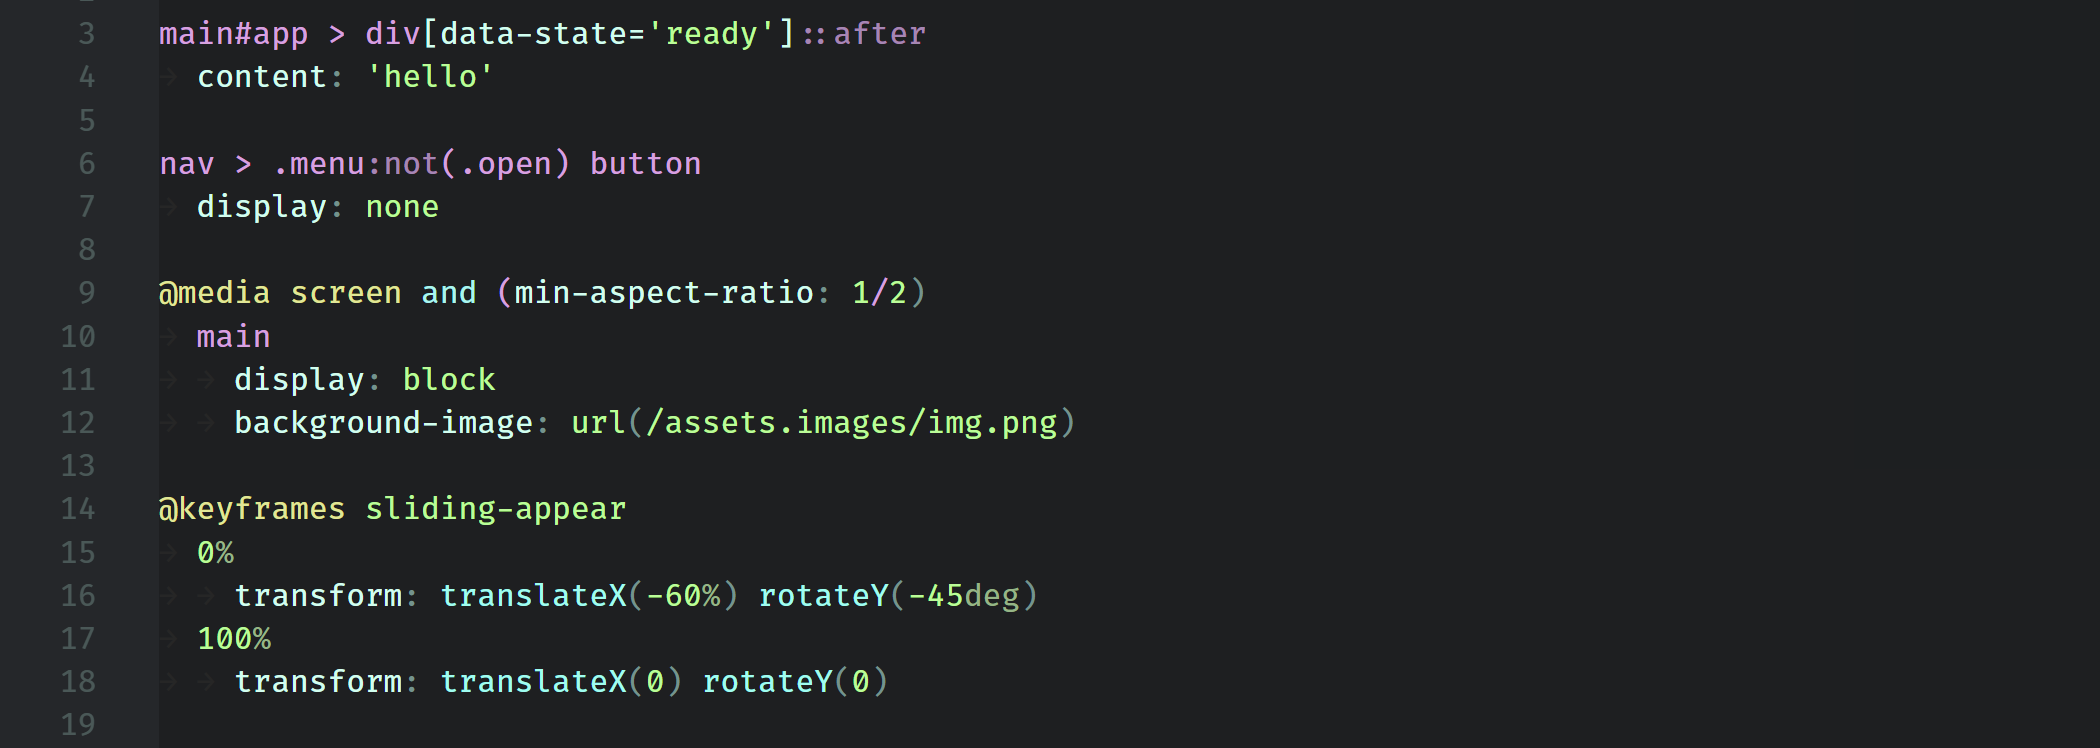 3 main#app > div[data-state='ready']::after
4 → content: 'hello'
5
6 nav > .menu:not(.open) button
7 → display: none
8
9 @media screen and (min-aspect-ratio: 1/2)
10 → main
11 → → display: block
12 → → background-image: url(/assets.images/img.png)
13
14 @keyframes sliding-appear
15 → 0%
16 → → transform: translateX(-60%) rotateY(-45deg)
17 → 100%
18 → → transform: translateX(0) rotateY(0)
19